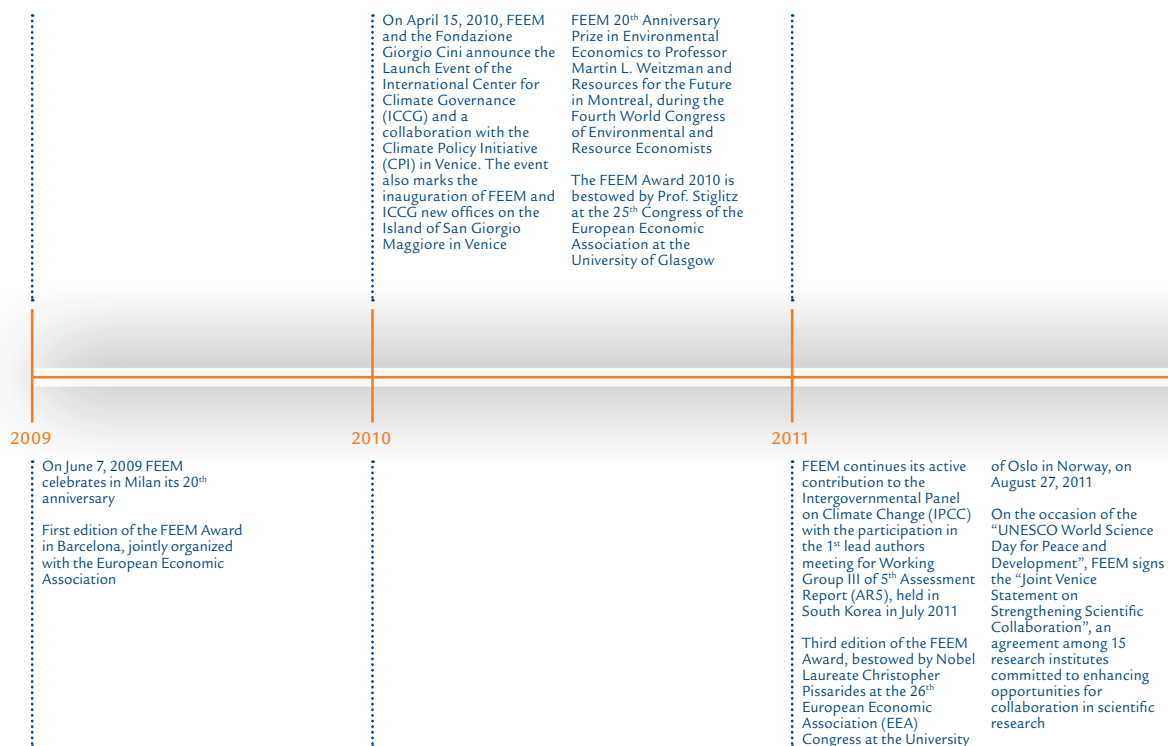 On April 15, 2010, FEEM
and the Fondazione
Giorgio Cini announce the
Launch Event of the
International Center for
Climate Governance
(ICCG) and a
collaboration with the
Climate Policy Initiative
(CPI) in Venice. The event
also marks the
inauguration of FEEM and
ICCG new offices on the
Island of San Giorgio
Maggiore in Venice
FEEM 20th Anniversary
Prize in Environmental
Economics to Professor
Martin L. Weitzman and
Resources for the Future
in Montreal, during the
Fourth World Congress
of Environmental and
Resource Economists
The FEEM Award 2010 is
bestowed by Prof. Stiglitz
at the 25th Congress of the
European Economic
Association at the
University of Glasgow
2009
2010
2011
On June 7, 2009 FEEM
celebrates in Milan its 20th
anniversary
First edition of the FEEM Award
in Barcelona, jointly organized
with the European Economic
Association
FEEM continues its active
contribution to the
Intergovernmental Panel
on Climate Change (IPCC)
with the participation in
the 1st lead authors
meeting for Working
Group III of 5th Assessment
Report (AR5), held in
South Korea in July 2011
Third edition of the FEEM
Award, bestowed by Nobel
Laureate Christopher
Pissarides at the 26th
European Economic
Association (EEA)
Congress at the University
of Oslo in Norway, on
August 27, 2011
On the occasion of the
“UNESCO World Science
Day for Peace and
Development”, FEEM signs
the “Joint Venice
Statement on
Strengthening Scientific
Collaboration”, an
agreement among 15
research institutes
committed to enhancing
opportunities for
collaboration in scientific
research